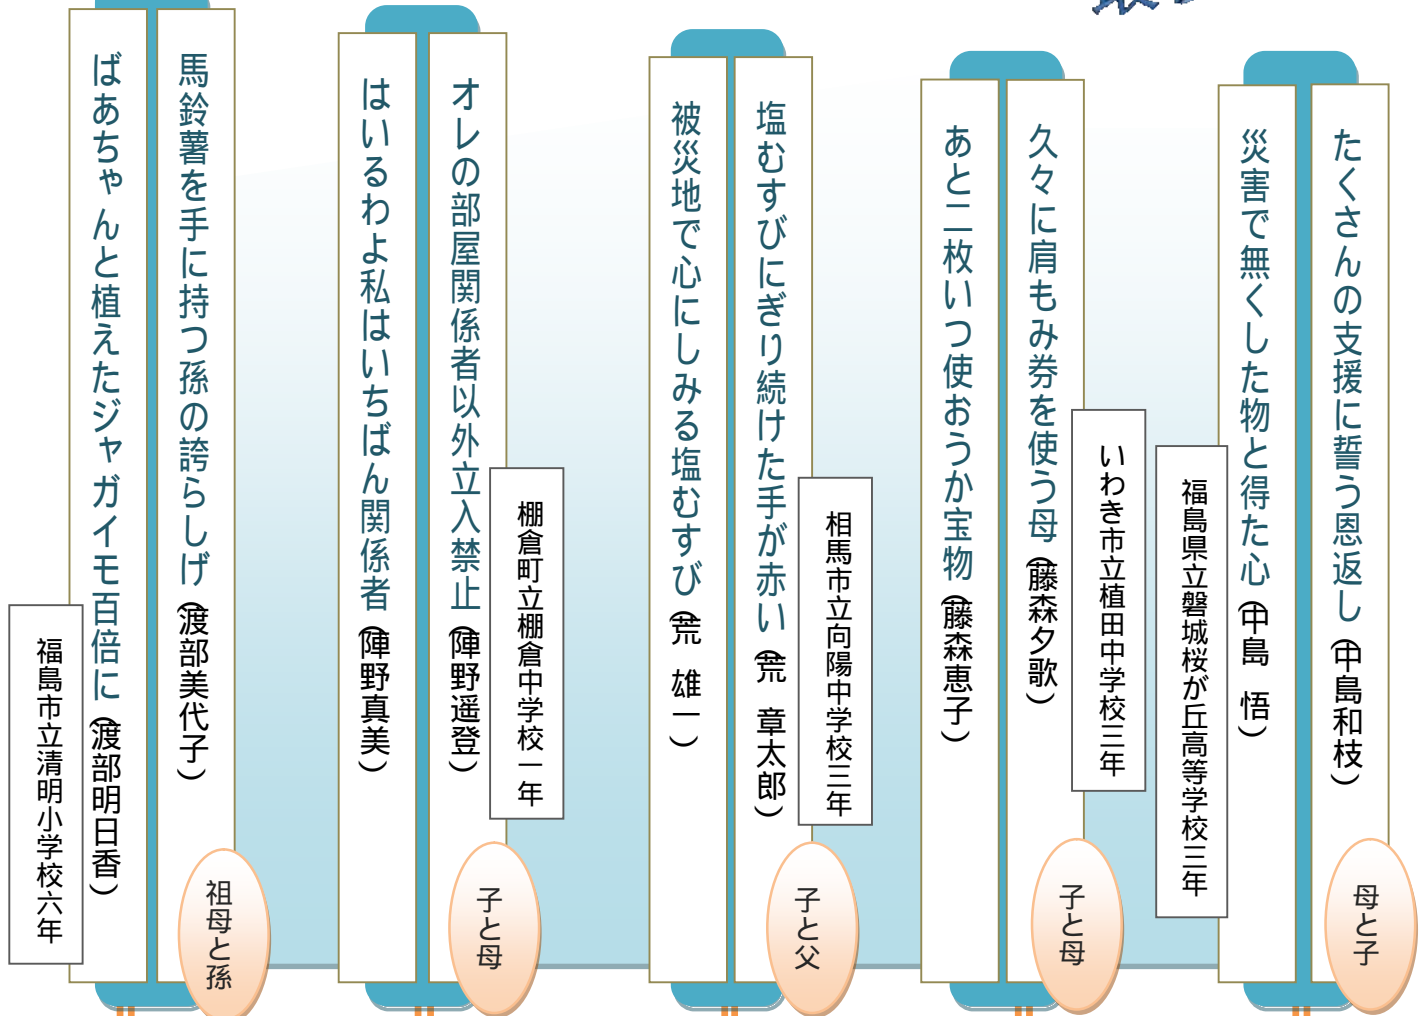 たくさんの支援に誓う恩返し（中島和枝）
災害で無くした物と得た心（中島　悟）
福島県立磐城桜が丘高等学校三年
母と子
久々に肩もみ券を使う母（藤森夕歌）
あと二枚いつ使おうか宝物（藤森恵子）
いわき市立植田中学校三年
子と母
塩むすびにぎり続けた手が赤い（荒　章太郎）
被災地で心にしみる塩むすび（荒　雄一）
相馬市立向陽中学校三年
子と父
オレの部屋関係者以外立入禁止（陣野遥登）
はいるわよ私はいちばん関係者（陣野真美）
棚倉町立棚倉中学校一年
子と母
馬鈴薯を手に持つ孫の誇らしげ（渡部美代子）
ばあちゃんと植えたジャガイモ百倍に（渡部明日香）
福島市立清明小学校六年
祖母と孫